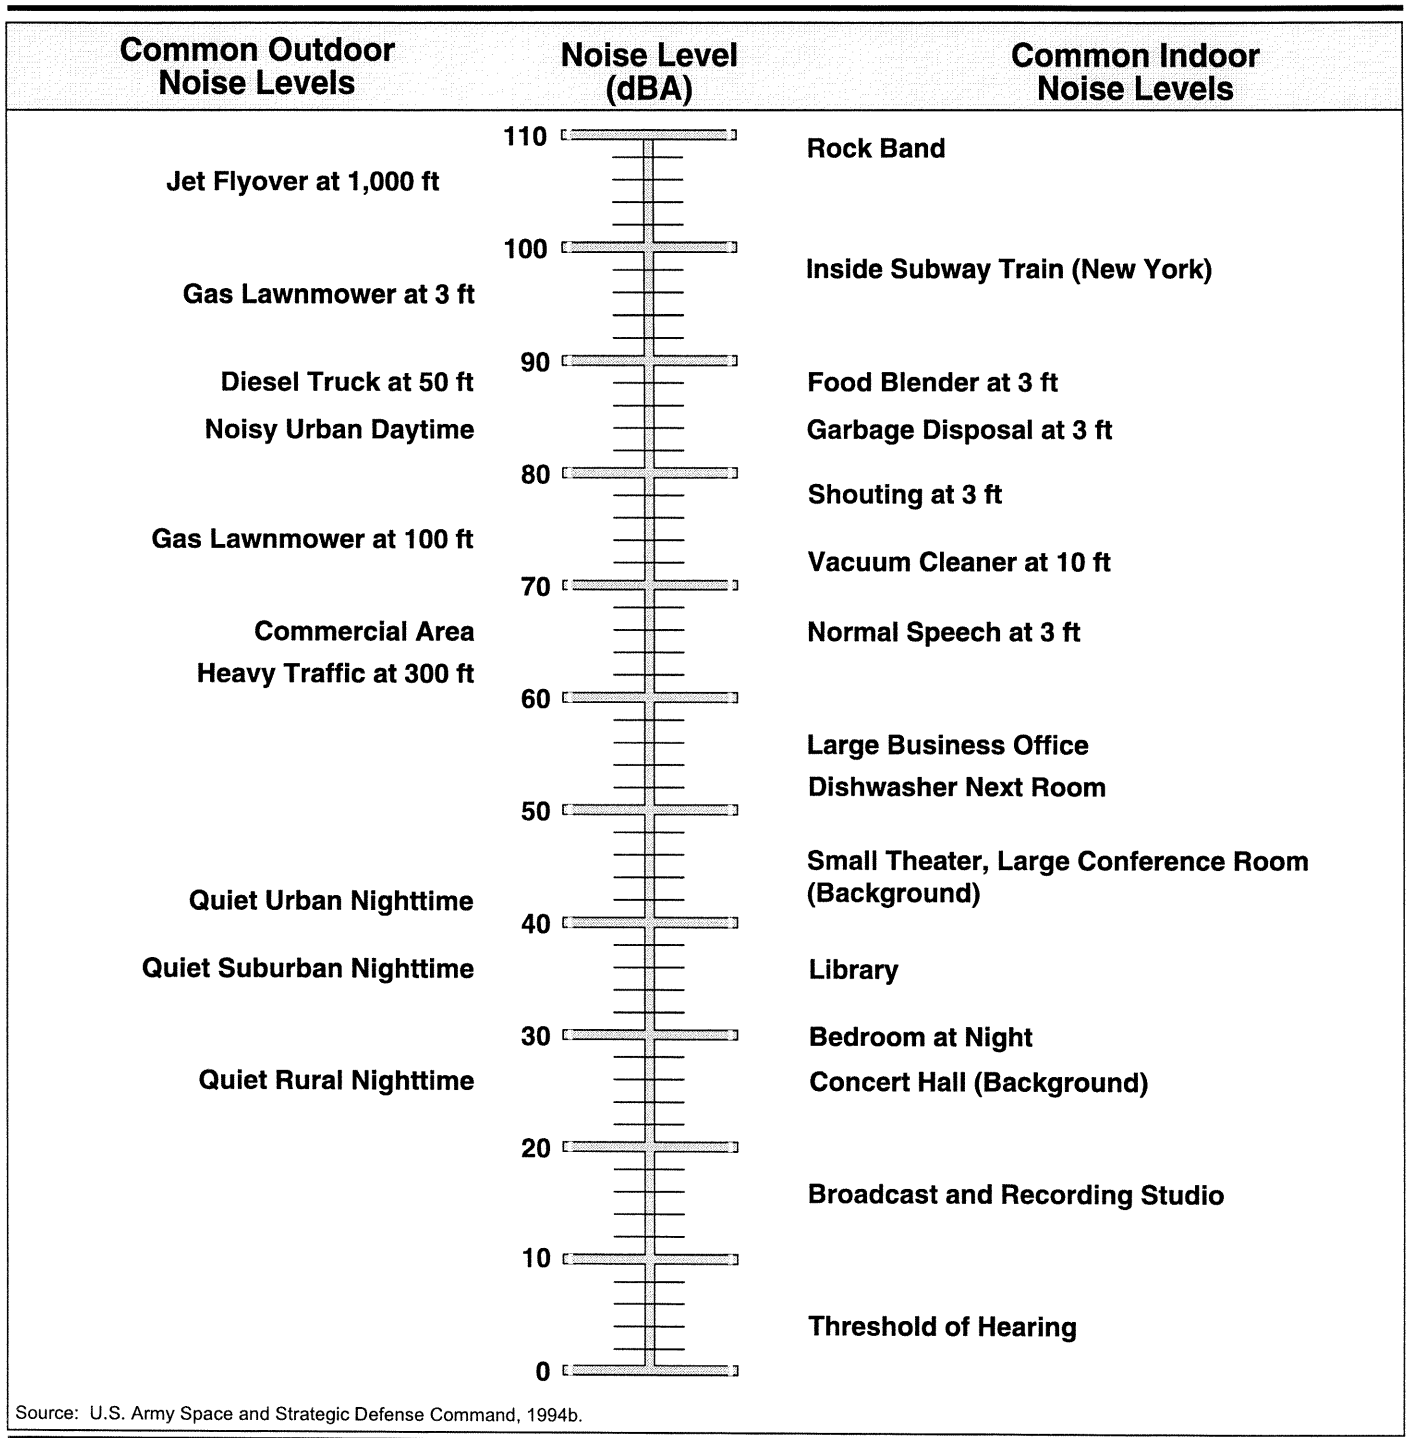 Common Outdoor
Noise Levels
Noise Level
(dBA)
Common Indoor
Noise Levels
110
Rock Band
Jet Flyover at 1,000 ft
100
Inside Subway Train (New York)
Gas Lawnmower at 3 ft
90
Diesel Truck at 50 ft
Food Blender at 3 ft
Noisy Urban Daytime
Garbage Disposal at 3 ft
80
Shouting at 3 ft
Gas Lawnmower at 100 ft
Vacuum Cleaner at 10 ft
70
Commercial Area
Normal Speech at 3 ft
Heavy Traffic at 300 ft
60
Large Business Office
Dishwasher Next Room
50
Small Theater, Large Conference Room
(Background)
Quiet Urban Nighttime
40
Quiet Suburban Nighttime
Library
30
Bedroom at Night
Quiet Rural Nighttime
Concert Hall (Background)
20
Broadcast and Recording Studio
10
Threshold of Hearing
0
Source: U.S. Army Space and Strategic Defense Command, 1994b.